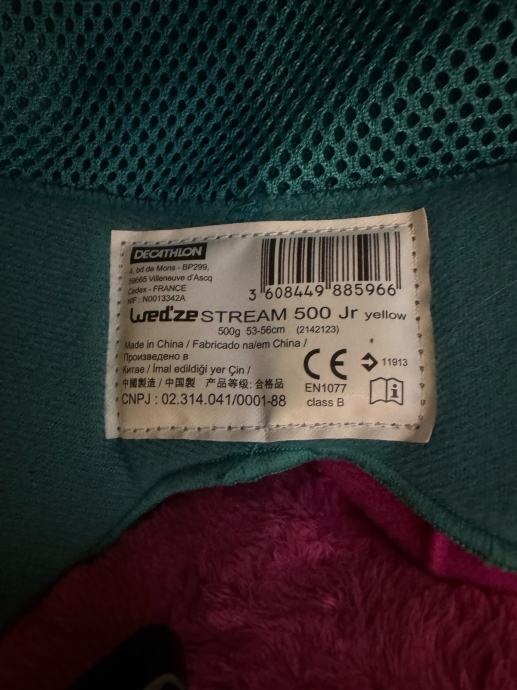 DECATHLON
4, bd de Mons - BP299,
59665 Villeneuve d'Ascq
Cedex - FRANCE
NIF : N0013342A
3 608449 885966
Wed'ze STREAM 500 Jr yellow
500g 53-56cm (2142123)
Made in China / Fabricado na/em China /
Произведено в
Китае / İmal edildiği yer Çin /
中國製造 / 中国製 产品等级: 合格品
CNPJ : 02.314.041/0001-88
CE
EN1077
class B
11913
i